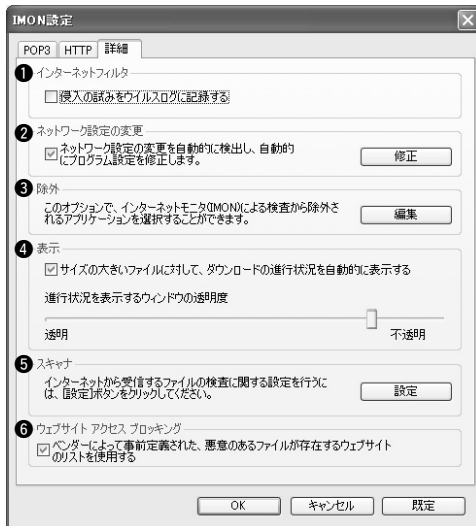 IMON設定
POP3 HTTP 詳細
❶ インターネットフィルタ
侵入の試みをウイルスログに記録する
❷ ネットワーク設定の変更
ネットワーク設定の変更を自動的に検出し、自動的
にプログラム設定を修正します。
修正
❸ 除外
このオプションで、インターネットモニタ(IMON)による検査から除外さ
れるアプリケーションを選択することができます。
編集
❹ 表示
サイズの大きいファイルに対して、ダウンロードの進行状況を自動的に表示する
進行状況を表示するウィンドウの透明度
透明 不透明
❺ スキャナ
インターネットから受信するファイルの検査に関する設定を行うに
は、[設定]ボタンをクリックしてください。
設定
❻ ウェブサイト アクセス ブロッキング
ベンダーによって事前定義された、悪意のあるファイルが存在するウェブサイト
のリストを使用する
OK キャンセル 既定